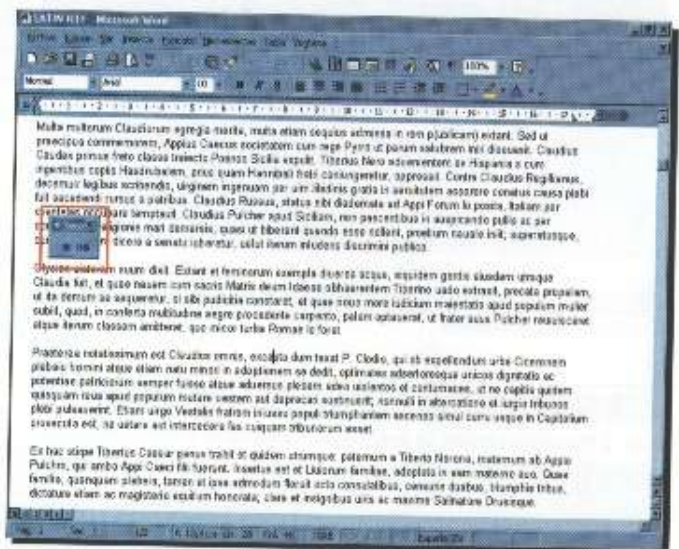 LATIN.RTF - Microsoft Word
Normal Arial 10 100%
Multa multorum Claudiorum egregia merita, multa etiam sequius admissa in rem p(ublicam) extant. Sed ut
praecipua commemorem, Appius Caecus societatem cum rege Pyrro ut parum salubrem iniri dissuasit. Claudius
Caudex primus freto classe traiecto Poenos Sicilia expulit. Tiberius Nero advenientem ex Hispania cum
ingentibus copiis Hasdrubalem, prius quam Hannibali fratri coniungeretur, oppressit. Contra Claudius Regillianus,
decemvir legibus scribendis, virginem ingenuam per vim libidinis gratia in servitutem asserere conatus causa plebi
fuit secedendi rursus a patribus. Claudius Russus, statua sibi diademata ad Appi Forum posita, Italiam per
clientelas occupare temptavit. Claudius Pulcher apud Siciliam, non pascentibus in auspicando pullis ac per
religionis mari demersis, quasi ut biberent quando esse nollent, proelium navale iniit; superatusque,
dicere a senatu iuberetur, velut iterum inludens discrimini publico
suum dixit. Extant et feminarum exempla diversa aeque, siquidem gentis eiusdem utraque
Claudia fuit, et quae navem cum sacris Matris deum Idaeae obhaerentem Tiberino vado extraxit, precata propalam,
ut ita demum se sequeretur, si sibi pudicitia constaret, et quae novo more iudicium maiestatis apud populum mulier
subiit, quod, in conferta multitudine aegre procedente carpento, palam optaverat, ut frater suus Pulcher revivisceret
atque iterum classem amitteret, quo minor turba Romae foret
Praeterea notatissimum est Claudios omnis, excepto dum taxat P. Clodio, qui ob expellendum urbe Ciceronem
plebeio homini atque etiam natu minori in adoptionem se dedit, optimates adsertoresque unicos dignitatis ac
potentiae patriciorum semper fuisse atque adversus plebem adeo violentos et contumaces, ut ne capitis quidem
quisquam reus apud populum mutare vestem aut deprecari sustinuerit; nonnulli in altercatione et iurgio tribunos
plebi pulsaverint. Etiam virgo Vestalis fratrem iniussu populi triumphantem ascenso simul curru usque in Capitolium
prosecuta est, ne vetare aut intercedere fas cuiquam tribunorum esset
Ex hac stirpe Tiberius Caesar genus trahit et quidem utrumque: paternum a Tiberio Nerone, maternum ab Appio
Pulchro, qui ambo Appi Caeci filii fuerunt. Insertus est et Liviorum familiae, adoptato in eam materno avo. Quae
familia, quanquam plebeia, tamen et ipsa admodum floruit octo consulatibus, censuris duabus, triumphis tribus,
dictatura etiam ac magisterio equitum honorata; clara et insignibus viris ac maxime Salinatore Drusisque.